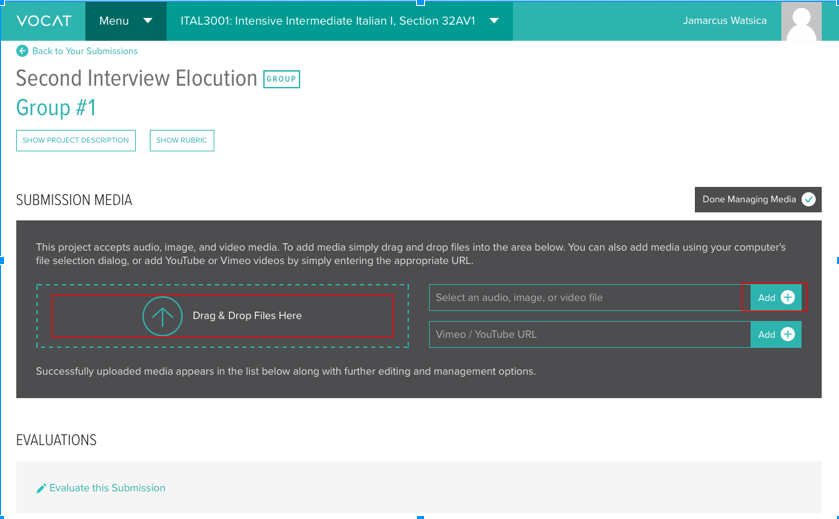 VOCAT Menu ITAL3001: Intensive Intermediate Italian I, Section 32AV1 Jamarcus Watsica
Back to Your Submissions
Second Interview Elocution GROUP
Group #1
SHOW PROJECT DESCRIPTION SHOW RUBRIC
SUBMISSION MEDIA Done Managing Media
This project accepts audio, image, and video media. To add media simply drag and drop files into the area below. You can also add media using your computer's
file selection dialog, or add YouTube or Vimeo videos by simply entering the appropriate URL.
Select an audio, image, or video file Add
Drag & Drop Files Here
Vimeo / YouTube URL Add
Successfully uploaded media appears in the list below along with further editing and management options.
EVALUATIONS
Evaluate this Submission